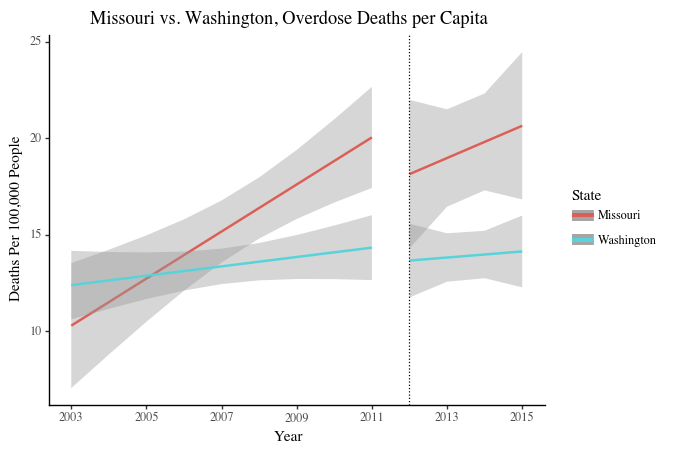 Missouri vs. Washington, Overdose Deaths per Capita
Deaths Per 100,000 People
25
20
15
10
2003 2005 2007 2009 2011 2013 2015
Year
State
Missouri
Washington